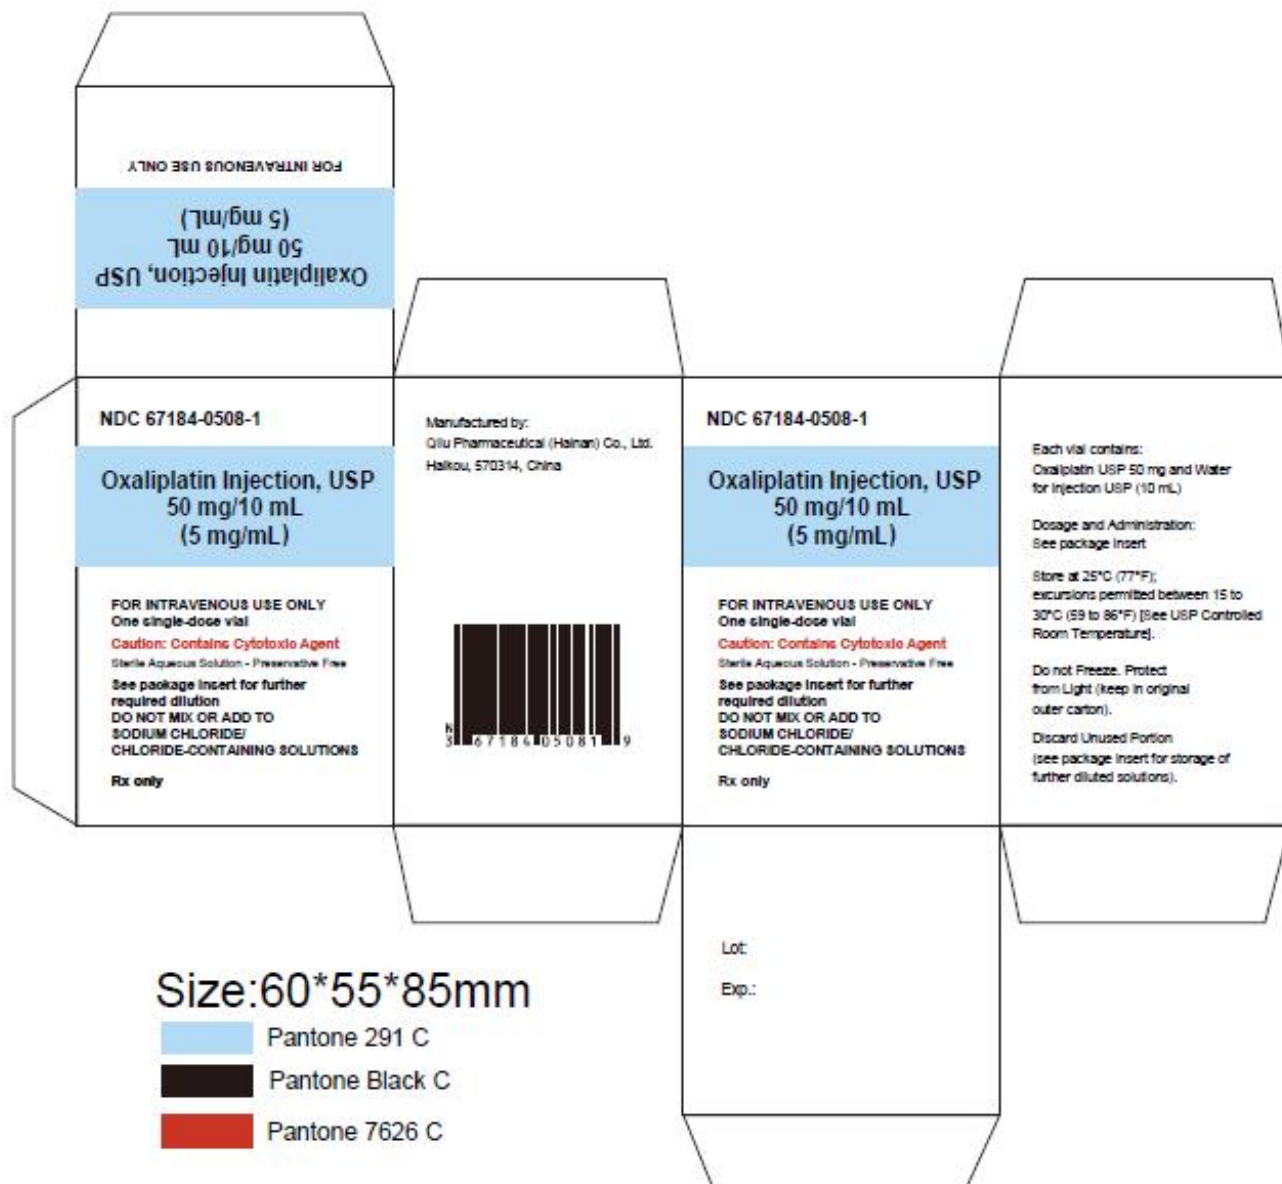 FOR INTRAVENOUS USE ONLY
Oxaliplatin Injection, USP
50 mg/10 mL
(5 mg/mL)
NDC 67184-0508-1
Oxaliplatin Injection, USP
50 mg/10 mL
(5 mg/mL)
FOR INTRAVENOUS USE ONLY
One single-dose vial
Caution: Contains Cytotoxic Agent
Sterile Aqueous Solution - Preservative Free
See package insert for further
required dilution
DO NOT MIX OR ADD TO
SODIUM CHLORIDE/
CHLORIDE-CONTAINING SOLUTIONS
Rx only
Manufactured by:
Qilu Pharmaceutical (Hainan) Co., Ltd.
Haikou, 570314, China
N
3 67184 05081 9
NDC 67184-0508-1
Oxaliplatin Injection, USP
50 mg/10 mL
(5 mg/mL)
FOR INTRAVENOUS USE ONLY
One single-dose vial
Caution: Contains Cytotoxic Agent
Sterile Aqueous Solution - Preservative Free
See package insert for further
required dilution
DO NOT MIX OR ADD TO
SODIUM CHLORIDE/
CHLORIDE-CONTAINING SOLUTIONS
Rx only
Each vial contains:
Oxaliplatin USP 50 mg and Water
for Injection USP (10 mL)
Dosage and Administration:
See package insert
Store at 25°C (77°F);
excursions permitted between 15 to
30°C (59 to 86°F) [See USP Controlled
Room Temperature].
Do not Freeze. Protect
from Light (keep in original
outer carton).
Discard Unused Portion
(see package insert for storage of
further diluted solutions).
Lot:
Exp.:
Size:60*55*85mm
Pantone 291 C
Pantone Black C
Pantone 7626 C